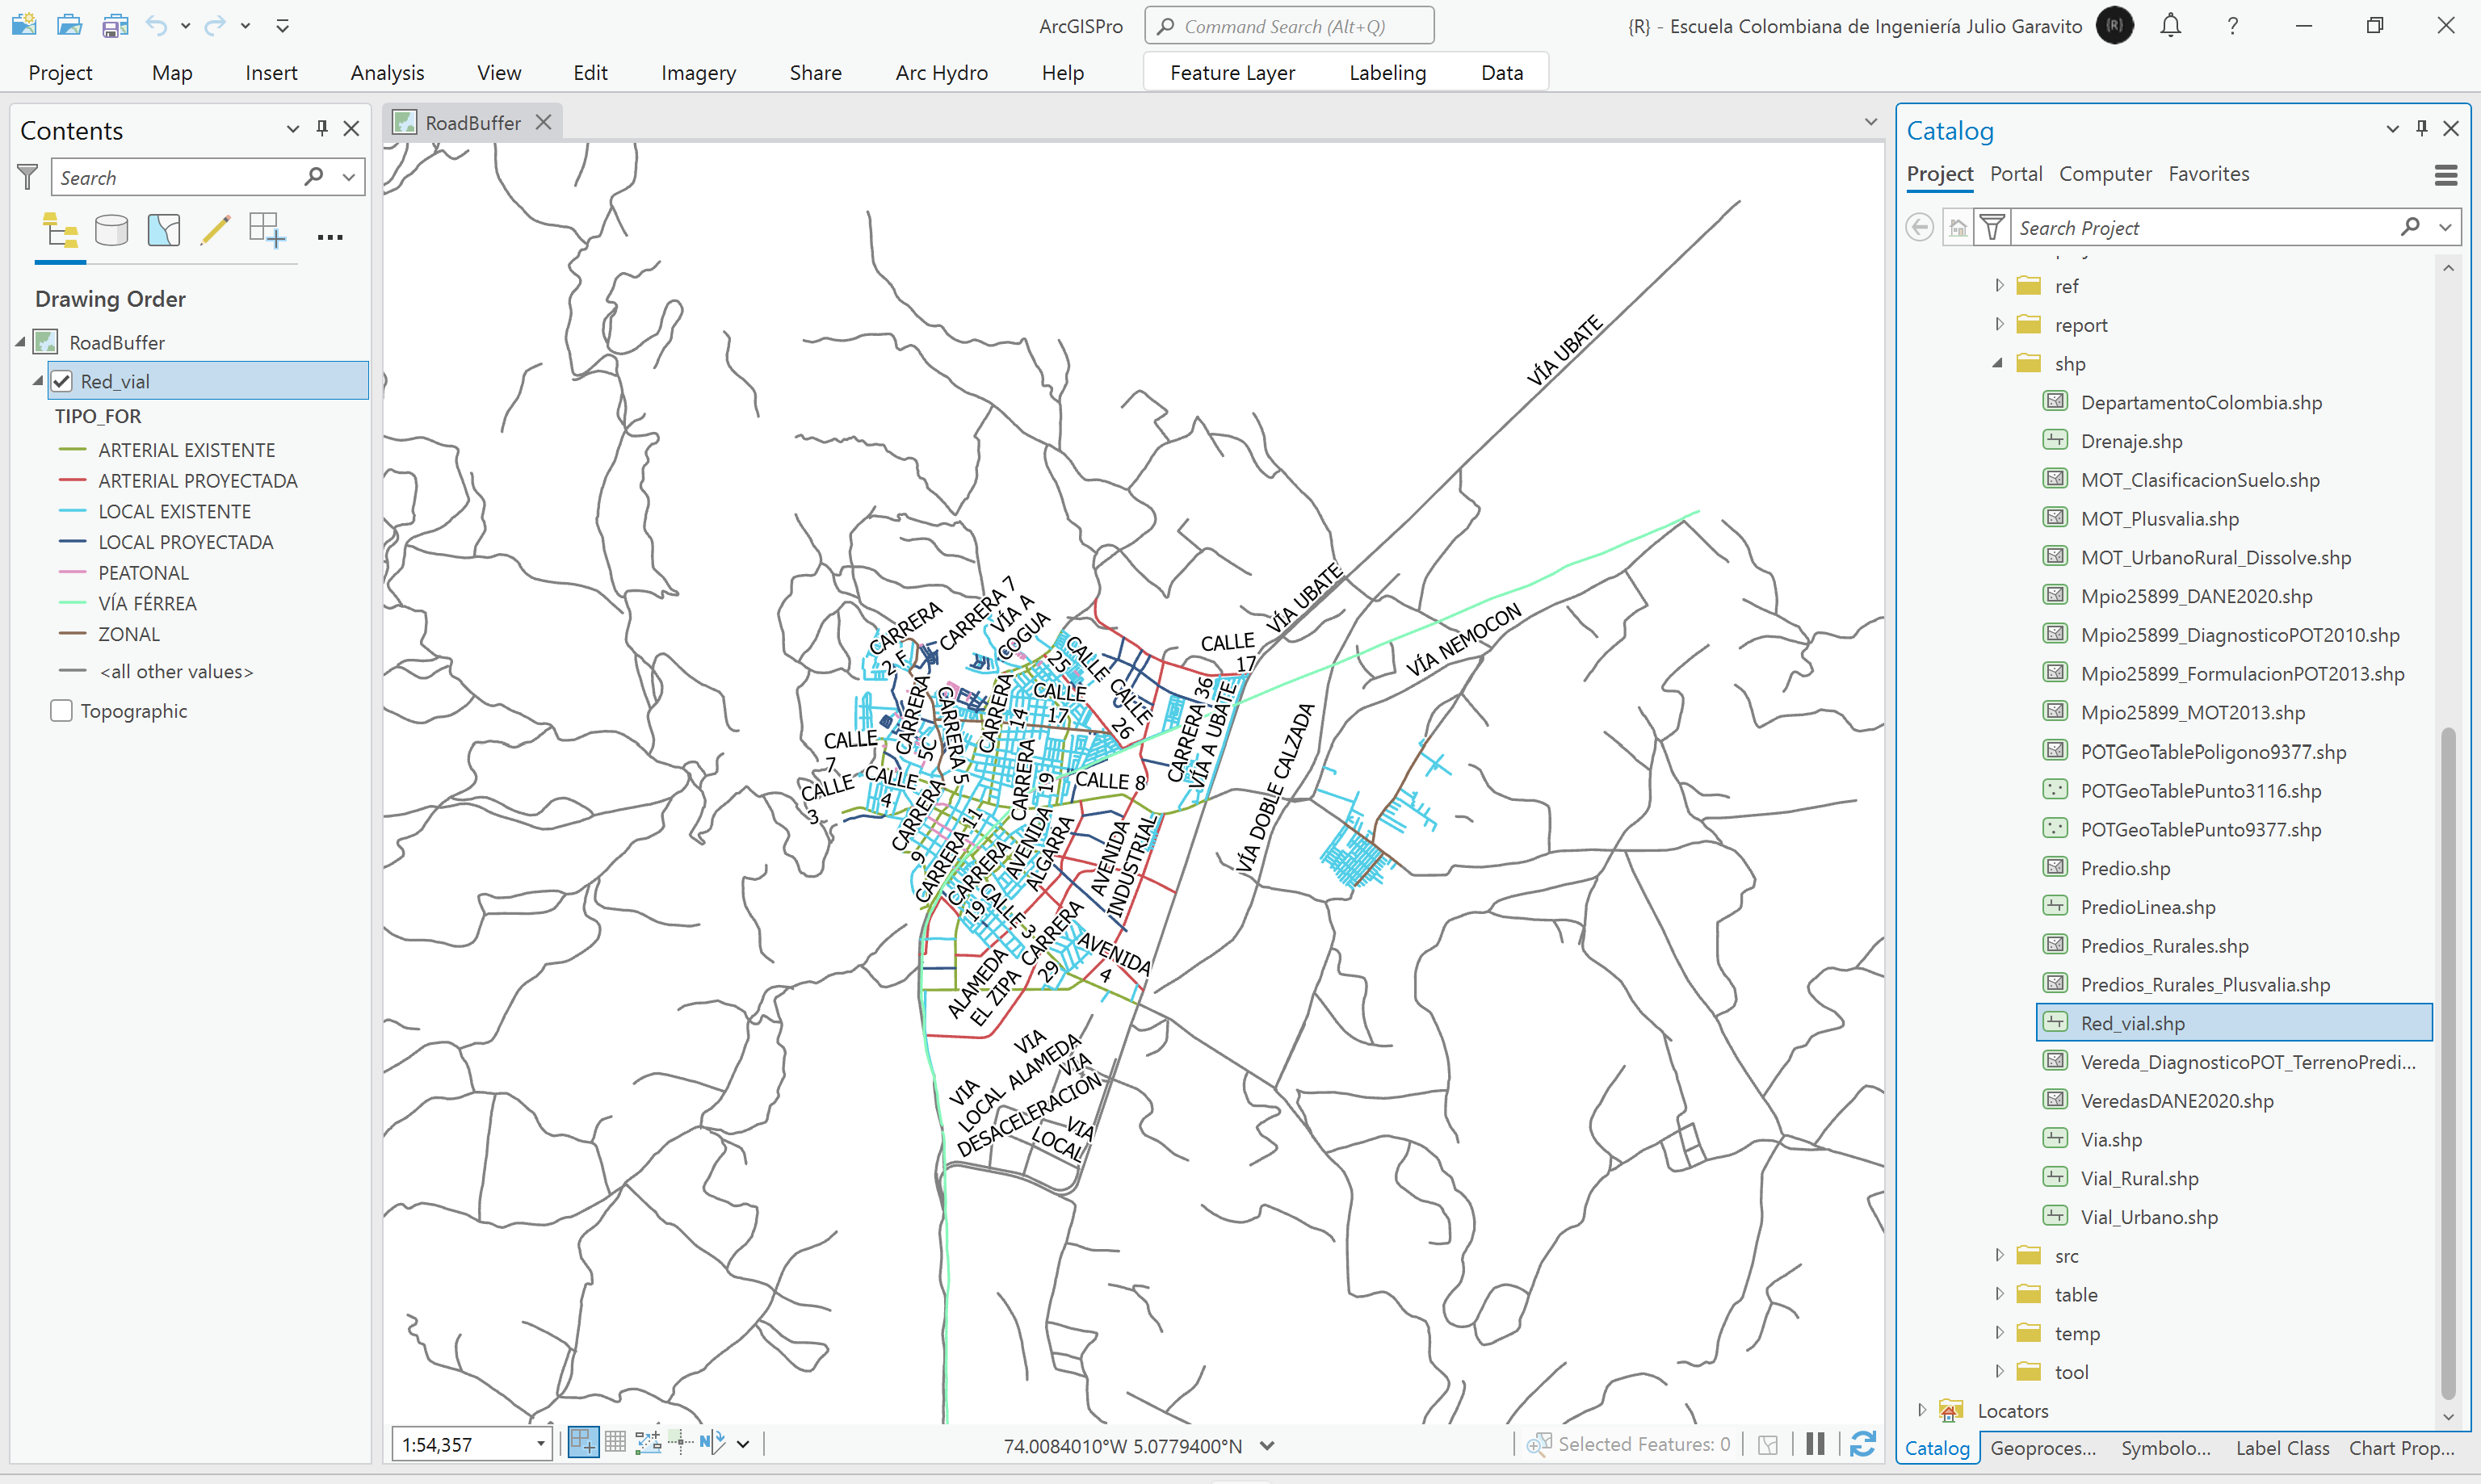 ArcGISPro
Command Search (Alt+Q)
{R} - Escuela Colombiana de Ingeniería Julio Garavito
{R}
?
Project
Map
Insert
Analysis
View
Edit
Imagery
Share
Arc Hydro
Help
Feature Layer
Labeling
Data
Contents
Search
Drawing Order
RoadBuffer
Red_vial
TIPO_FOR
ARTERIAL EXISTENTE
ARTERIAL PROYECTADA
LOCAL EXISTENTE
LOCAL PROYECTADA
PEATONAL
VÍA FÉRREA
ZONAL
<all other values>
Topographic
RoadBuffer
VÍA UBATE
VÍA UBATE
VÍA NEMOCON
CARRERA
2 F
CARRERA 7
VÍA A
COGUA
CALLE
25
CALLE
17
CALLE
26
CALLE
17
CARRERA 36
VÍA A UBATE
VÍA DOBLE CALZADA
CARRERA
5C
CARRERA 5
CARRERA
14
CARRERA
19
CALLE
7
CALLE
3
CALLE
4
CALLE 8
CARRERA
9
CARRERA 11
CARRERA
19
AVENIDA
ALGARRA
AVENIDA
INDUSTRIAL
CALLE 3
CARRERA
29
AVENIDA
4
ALAMEDA
EL ZIPA
VIA
ALAMEDA
VIA
LOCAL
VIA
DESACELERACION
VIA
LOCAL
1:54,357
74.0084010°W 5.0779400°N
Selected Features: 0
Catalog
Project
Portal
Computer
Favorites
Search Project
ref
report
shp
DepartamentoColombia.shp
Drenaje.shp
MOT_ClasificacionSuelo.shp
MOT_Plusvalia.shp
MOT_UrbanoRural_Dissolve.shp
Mpio25899_DANE2020.shp
Mpio25899_DiagnosticoPOT2010.shp
Mpio25899_FormulacionPOT2013.shp
Mpio25899_MOT2013.shp
POTGeoTablePoligono9377.shp
POTGeoTablePunto3116.shp
POTGeoTablePunto9377.shp
Predio.shp
PredioLinea.shp
Predios_Rurales.shp
Predios_Rurales_Plusvalia.shp
Red_vial.shp
Vereda_DiagnosticoPOT_TerrenoPredi...
VeredasDANE2020.shp
Via.shp
Vial_Rural.shp
Vial_Urbano.shp
src
table
temp
tool
Locators
Catalog
Geoproces...
Symbolo...
Label Class
Chart Prop...